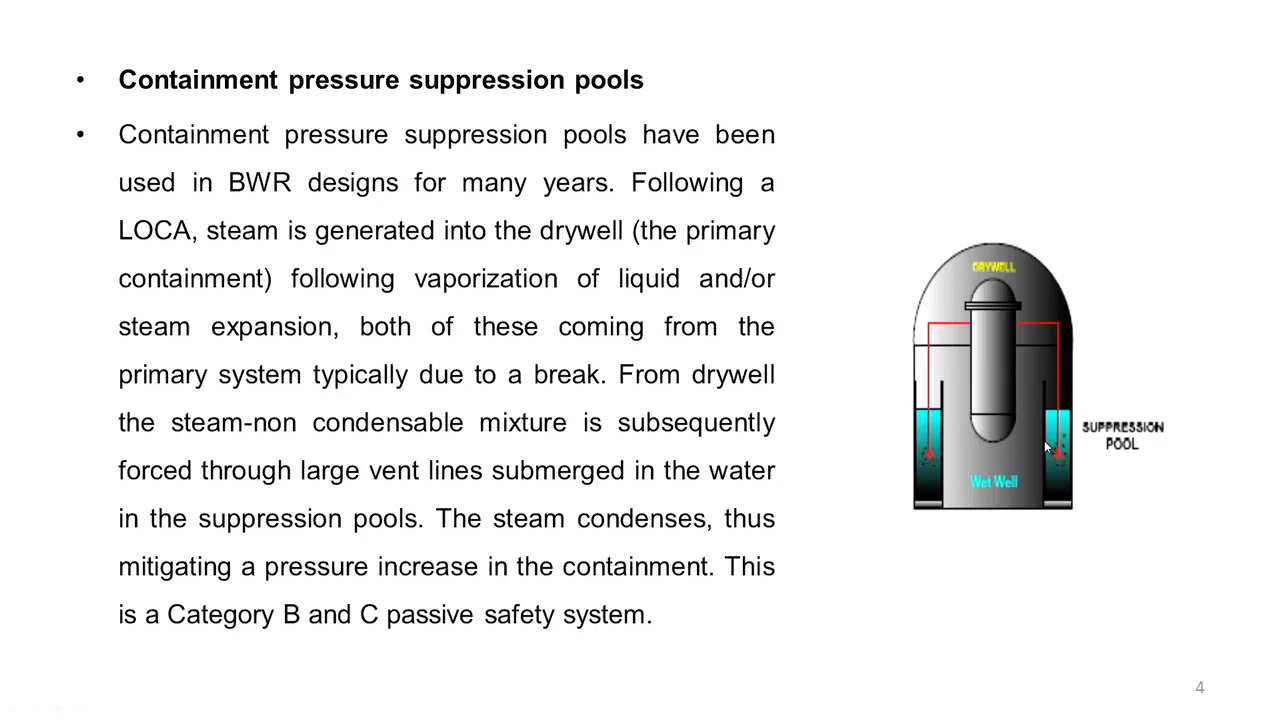 • Containment pressure suppression pools
• Containment pressure suppression pools have been
used in BWR designs for many years. Following a
LOCA, steam is generated into the drywell (the primary
containment) following vaporization of liquid and/or
steam expansion, both of these coming from the
primary system typically due to a break. From drywell
the steam-non condensable mixture is subsequently
forced through large vent lines submerged in the water
in the suppression pools. The steam condenses, thus
mitigating a pressure increase in the containment. This
is a Category B and C passive safety system.
DRYWELL
SUPPRESSION
POOL
Wet Well
4